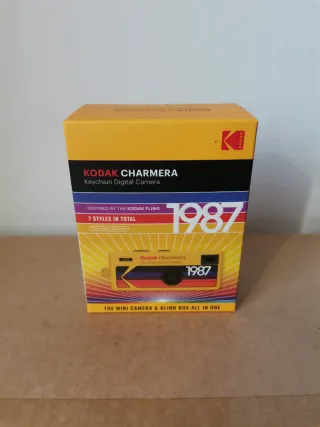 KODAK CHARMERA
Keychain Digital Camera
INSPIRED BY THE KODAK FLING
7 STYLES IN TOTAL
1987
Kodak
1987
THE MINI CAMERA & BLIND BOX ALL IN ONE